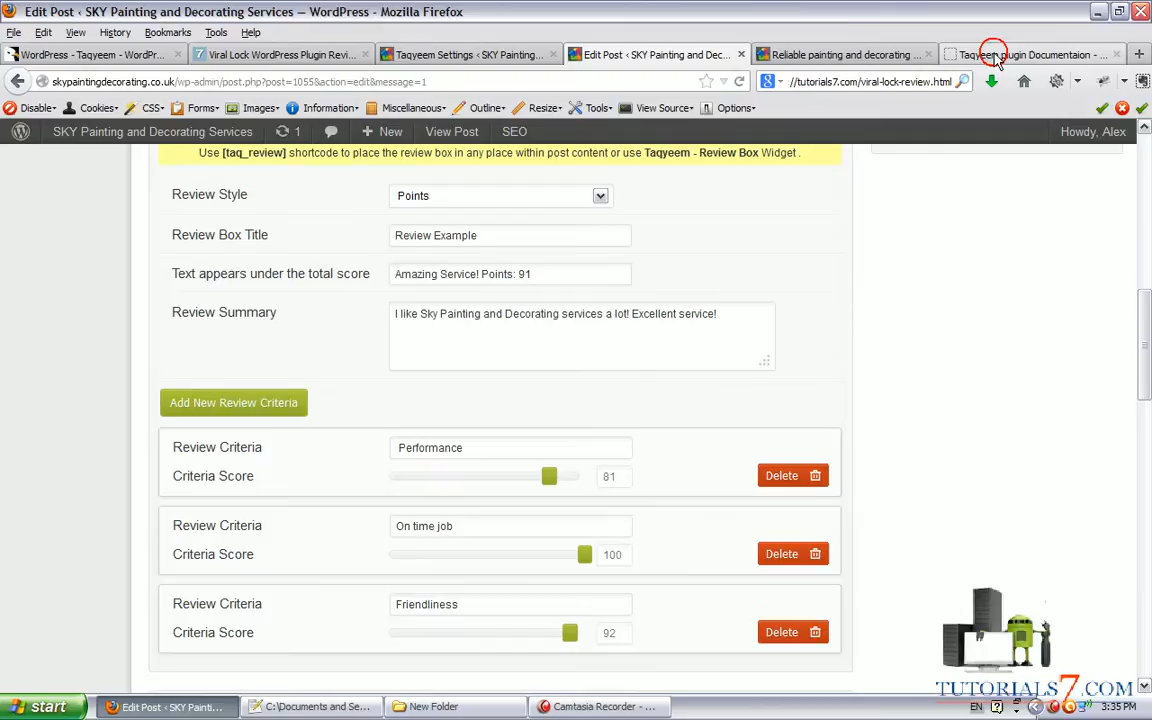 Edit Post ‹ SKY Painting and Decorating Services — WordPress - Mozilla Firefox
File Edit View History Bookmarks Tools Help
WordPress - Taqyeem - WordPr...
Viral Lock WordPress Plugin Revi...
Taqyeem Settings ‹ SKY Painting...
Edit Post ‹ SKY Painting and Dec...
Reliable painting and decorating ...
Taqyeem plugin Documentaion - ...
skypaintingdecorating.co.uk/wp-admin/post.php?post=1055&action=edit&message=1
://tutorials7.com/viral-lock-review.html
Disable Cookies CSS Forms Images Information Miscellaneous Outline Resize Tools View Source Options
SKY Painting and Decorating Services 1 New View Post SEO Howdy, Alex
Use [taq_review] shortcode to place the review box in any place within post content or use Taqyeem - Review Box Widget .
Review Style Points
Review Box Title Review Example
Text appears under the total score Amazing Service! Points: 91
Review Summary I like Sky Painting and Decorating services a lot! Excellent service!
Add New Review Criteria
Review Criteria Performance
Criteria Score 81 Delete
Review Criteria On time job
Criteria Score 100 Delete
Review Criteria Friendliness
Criteria Score 92 Delete
TUTORIALS7.COM
start Edit Post ‹ SKY Painti... C:\Documents and Se... New Folder Camtasia Recorder - ... EN 3:35 PM